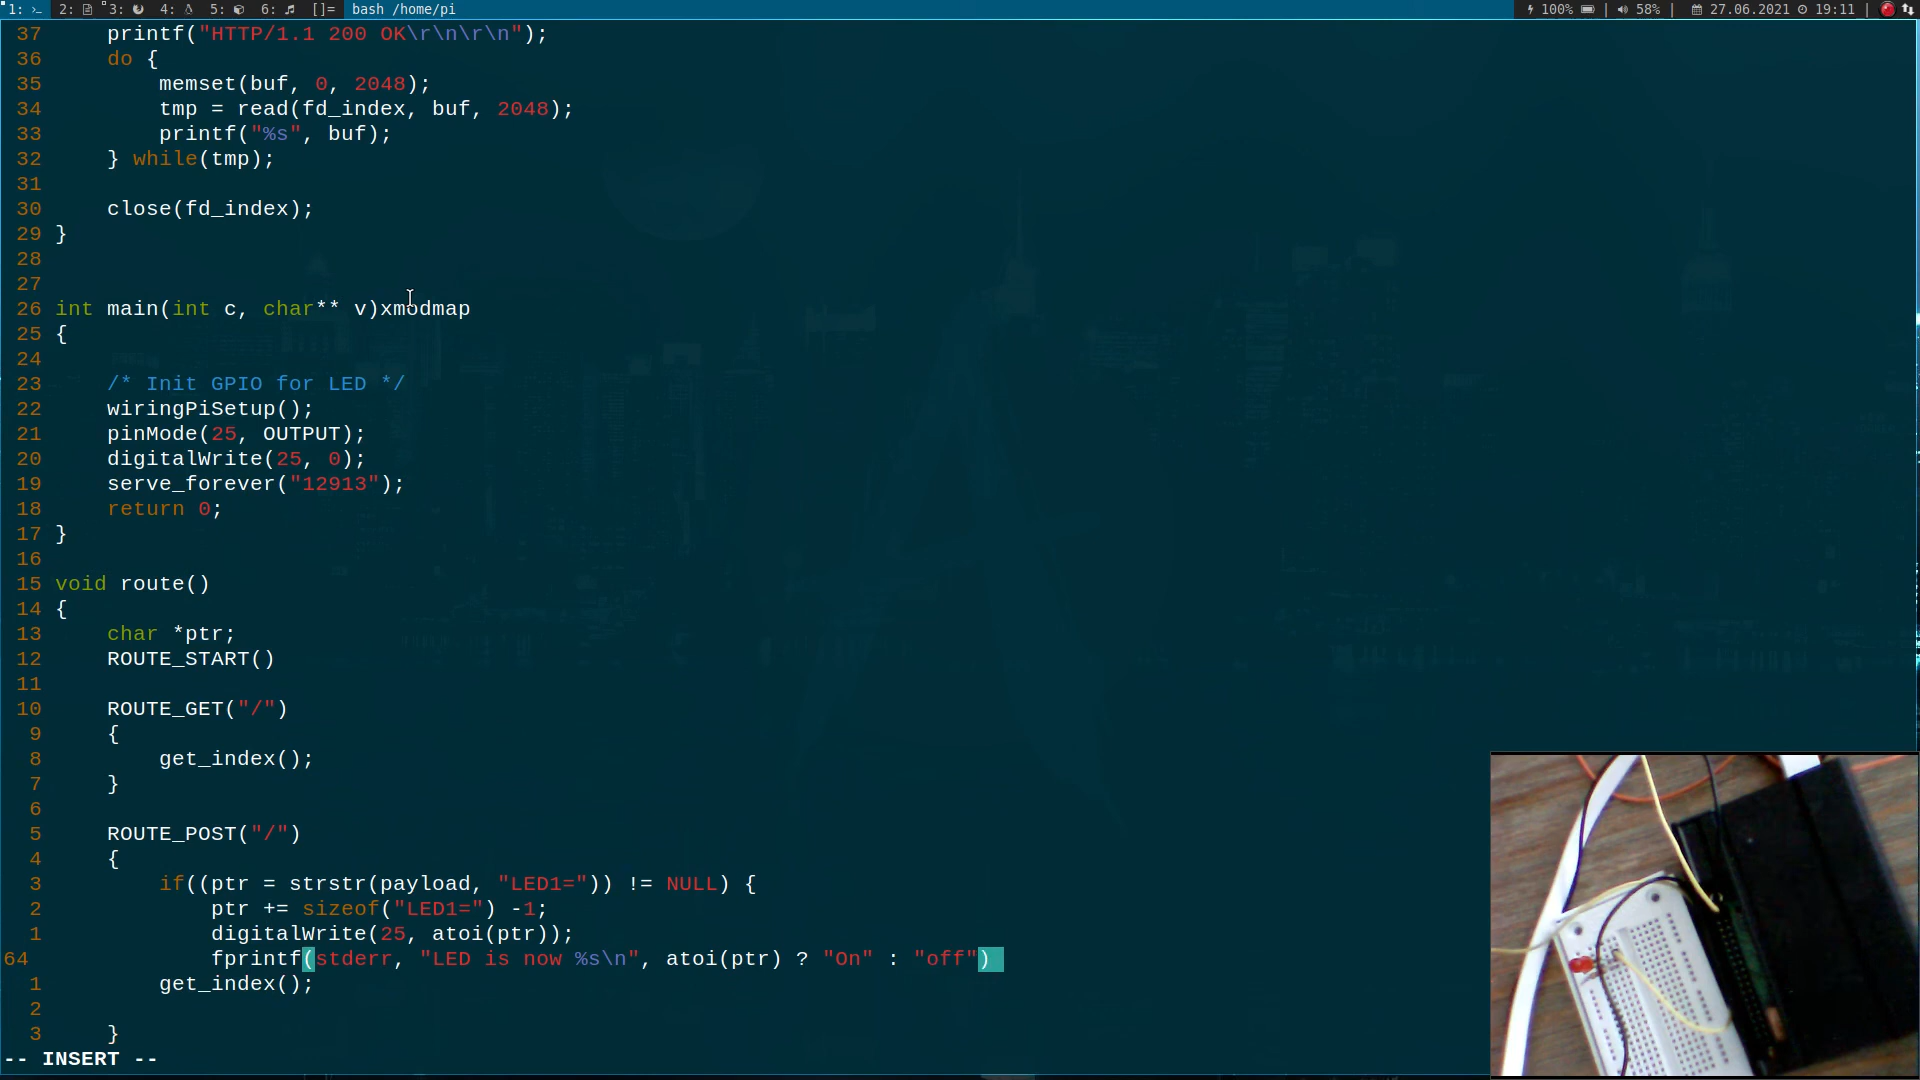 1: 2: 3: 4: 5: 6: []= bash /home/pi 100% | 58% | 27.06.2021 19:11 |
37     printf("HTTP/1.1 200 OK\r\n\r\n");
36     do {
35         memset(buf, 0, 2048);
34         tmp = read(fd_index, buf, 2048);
33         printf("%s", buf);
32     } while(tmp);
31
30     close(fd_index);
29 }
28
27
26 int main(int c, char** v)xmodmap
25 {
24
23     /* Init GPIO for LED */
22     wiringPiSetup();
21     pinMode(25, OUTPUT);
20     digitalWrite(25, 0);
19     serve_forever("12913");
18     return 0;
17 }
16
15 void route()
14 {
13     char *ptr;
12     ROUTE_START()
11
10     ROUTE_GET("/")
9     {
8         get_index();
7     }
6
5     ROUTE_POST("/")
4     {
3         if((ptr = strstr(payload, "LED1=")) != NULL) {
2             ptr += sizeof("LED1=") -1;
1             digitalWrite(25, atoi(ptr));
64             fprintf(stderr, "LED is now %s\n", atoi(ptr) ? "On" : "off")
1         get_index();
2
3     }
-- INSERT --